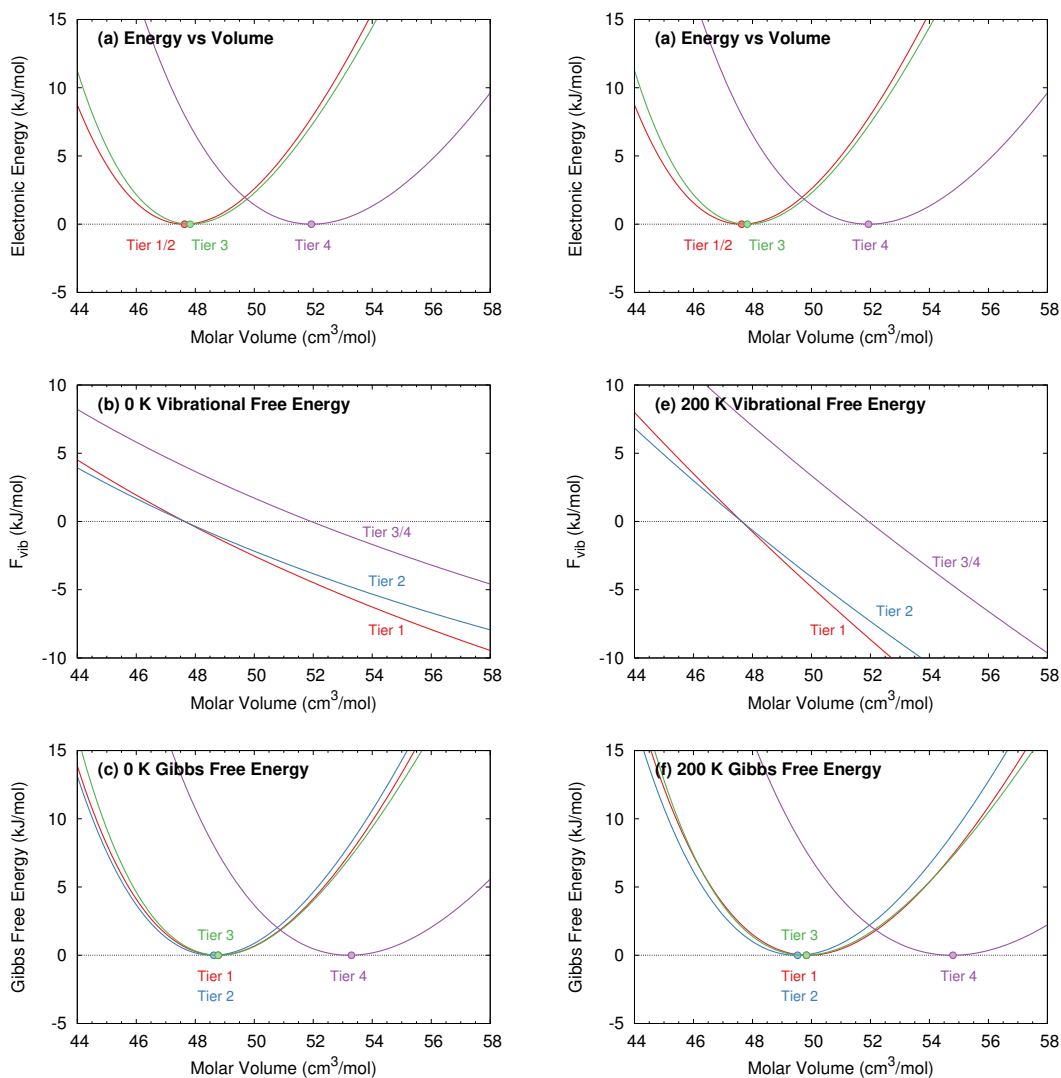 (a) Energy vs Volume
Electronic Energy (kJ/mol)
15
10
5
0
-5
Tier 1/2
Tier 3
Tier 4
44 46 48 50 52 54 56 58
Molar Volume (cm³/mol)
(a) Energy vs Volume
Electronic Energy (kJ/mol)
15
10
5
0
-5
Tier 1/2
Tier 3
Tier 4
44 46 48 50 52 54 56 58
Molar Volume (cm³/mol)
(b) 0 K Vibrational Free Energy
F_vib (kJ/mol)
10
5
0
-5
-10
Tier 3/4
Tier 2
Tier 1
44 46 48 50 52 54 56 58
Molar Volume (cm³/mol)
(e) 200 K Vibrational Free Energy
F_vib (kJ/mol)
10
5
0
-5
-10
Tier 3/4
Tier 2
Tier 1
44 46 48 50 52 54 56 58
Molar Volume (cm³/mol)
(c) 0 K Gibbs Free Energy
Gibbs Free Energy (kJ/mol)
15
10
5
0
-5
Tier 3
Tier 1
Tier 2
Tier 4
44 46 48 50 52 54 56 58
Molar Volume (cm³/mol)
(f) 200 K Gibbs Free Energy
Gibbs Free Energy (kJ/mol)
15
10
5
0
-5
Tier 3
Tier 1
Tier 2
Tier 4
44 46 48 50 52 54 56 58
Molar Volume (cm³/mol)